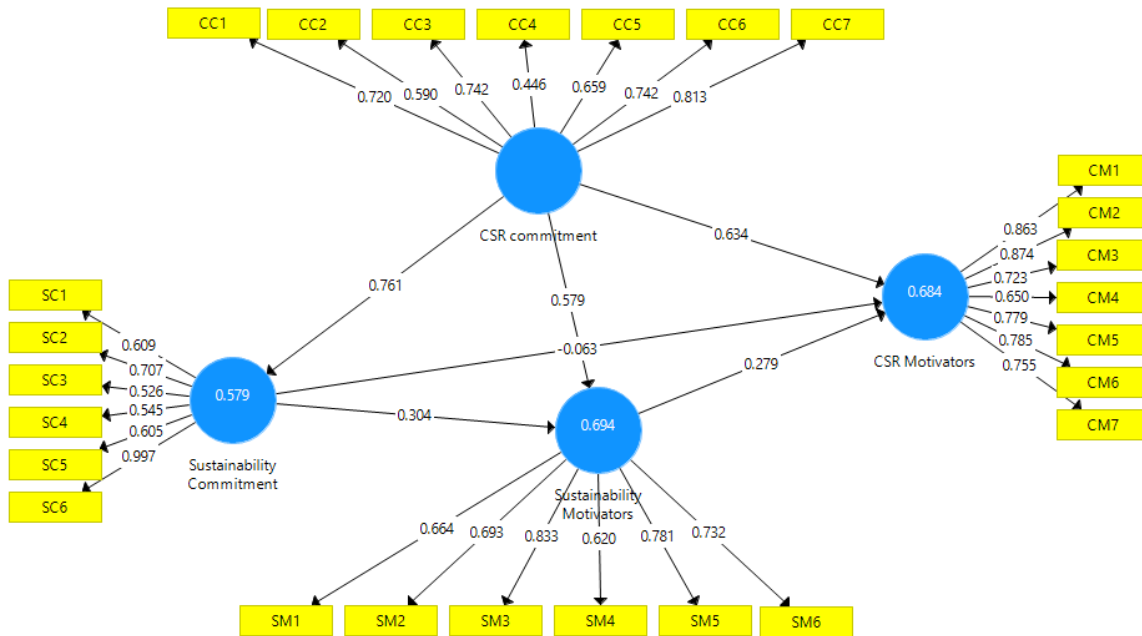 CC1 CC2 CC3 CC4 CC5 CC6 CC7
0.720 0.590 0.742 0.446 0.659 0.742 0.813
CSR commitment
CM1
CM2
CM3
CM4
CM5
CM6
CM7
0.863
0.874
0.723
0.650
0.779
0.785
0.755
0.634
0.684
CSR Motivators
0.761
0.579
-0.063
0.279
0.304
SC1
SC2
SC3
SC4
SC5
SC6
0.609
0.707
0.526
0.545
0.605
0.997
0.579
Sustainability
Commitment
0.694
Sustainability
Motivators
0.664 0.693 0.833 0.620 0.781 0.732
SM1 SM2 SM3 SM4 SM5 SM6